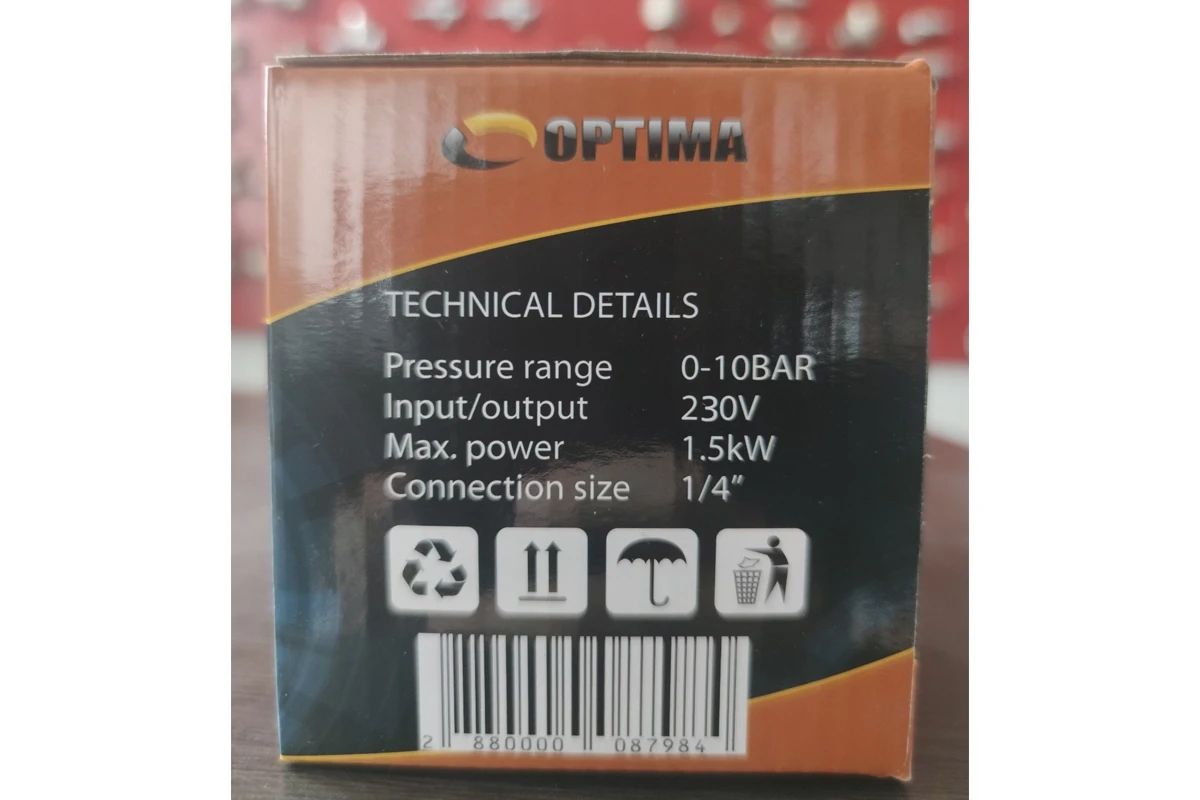 OPTIMA
TECHNICAL DETAILS
Pressure range 0-10BAR
Input/output 230V
Max. power 1.5kW
Connection size 1/4”
2 880000 087984